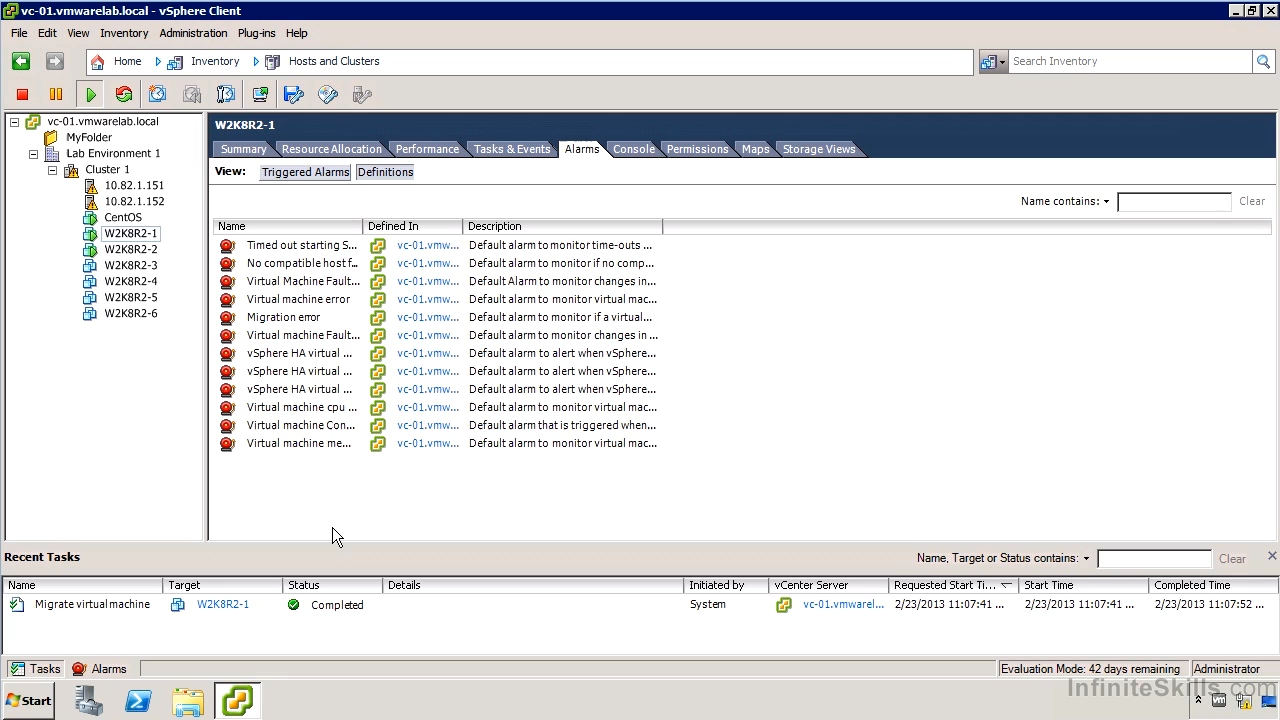 vc-01.vmwarelab.local - vSphere Client
File Edit View Inventory Administration Plug-ins Help
Home Inventory Hosts and Clusters Search Inventory
vc-01.vmwarelab.local
MyFolder
Lab Environment 1
Cluster 1
10.82.1.151
10.82.1.152
CentOS
W2K8R2-1
W2K8R2-2
W2K8R2-3
W2K8R2-4
W2K8R2-5
W2K8R2-6
W2K8R2-1
Summary Resource Allocation Performance Tasks & Events Alarms Console Permissions Maps Storage Views
View: Triggered Alarms Definitions
Name contains: Clear
Name Defined In Description
Timed out starting S... vc-01.vmw... Default alarm to monitor time-outs ...
No compatible host f... vc-01.vmw... Default alarm to monitor if no comp...
Virtual Machine Fault... vc-01.vmw... Default Alarm to monitor changes in...
Virtual machine error vc-01.vmw... Default alarm to monitor virtual mac...
Migration error vc-01.vmw... Default alarm to monitor if a virtual...
Virtual machine Fault... vc-01.vmw... Default alarm to monitor changes in ...
vSphere HA virtual ... vc-01.vmw... Default alarm to alert when vSphere...
vSphere HA virtual ... vc-01.vmw... Default alarm to alert when vSphere...
vSphere HA virtual ... vc-01.vmw... Default alarm to alert when vSphere...
Virtual machine cpu ... vc-01.vmw... Default alarm to monitor virtual mac...
Virtual machine Con... vc-01.vmw... Default alarm that is triggered when...
Virtual machine me... vc-01.vmw... Default alarm to monitor virtual mac...
Recent Tasks Name, Target or Status contains: Clear
Name Target Status Details Initiated by vCenter Server Requested Start Ti... Start Time Completed Time
Migrate virtual machine W2K8R2-1 Completed System vc-01.vmwarel... 2/23/2013 11:07:41 ... 2/23/2013 11:07:41 ... 2/23/2013 11:07:52 ...
Tasks Alarms Evaluation Mode: 42 days remaining Administrator
Start InfiniteSkills.com